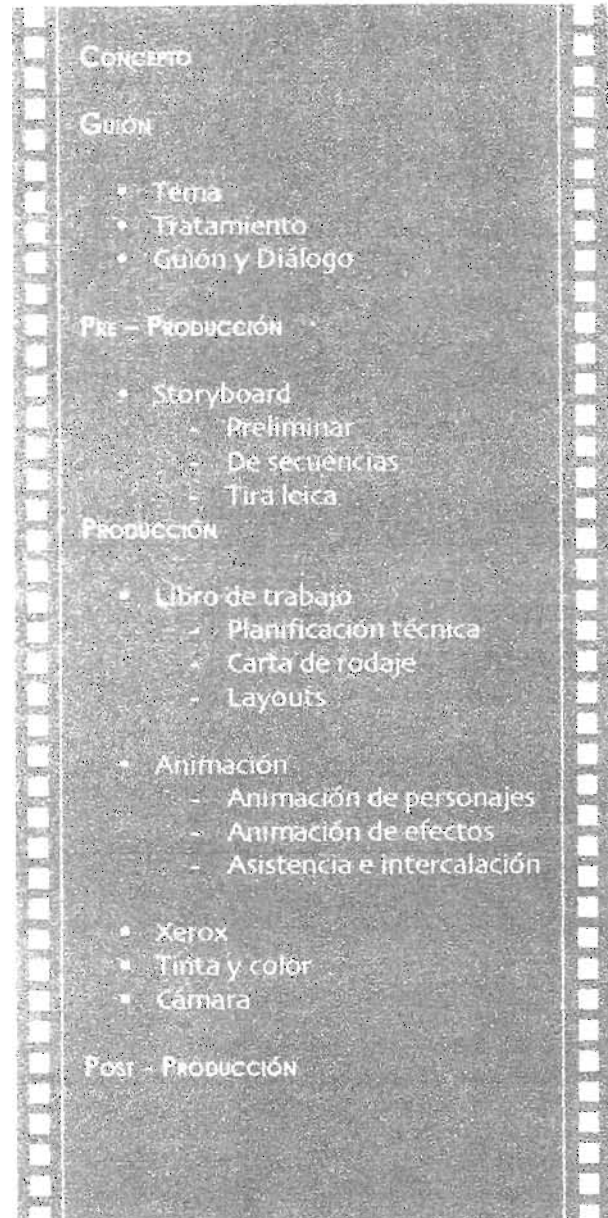 CONCEPTO
GUIÓN
• Tema
• Tratamiento
• Guión y Diálogo
PRE – PRODUCCIÓN
• Storyboard
- Preliminar
- De secuencias
- Tira leica
PRODUCCIÓN
• Libro de trabajo
- Planificación técnica
- Carta de rodaje
- Layouts
• Animación
- Animación de personajes
- Animación de efectos
- Asistencia e intercalación
• Xerox
• Tinta y color
• Cámara
POST - PRODUCCIÓN